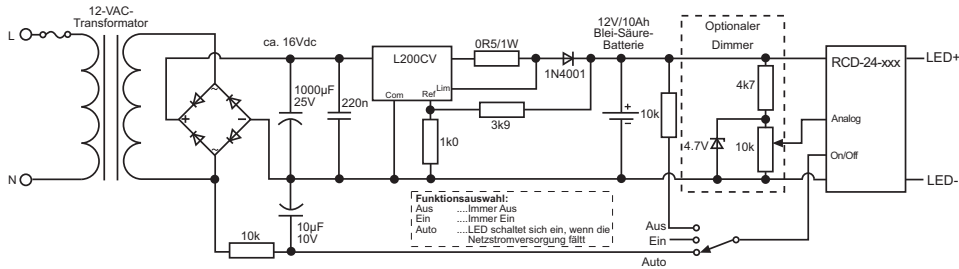 12-VAC-
Transformator
L
N
ca. 16Vdc
1000µF
25V
220n
L200CV
Com
Ref
Lim
0R5/1W
1N4001
3k9
1k0
12V/10Ah
Blei-Säure-
Batterie
+
–
10k
Optionaler
Dimmer
4k7
4.7V
10k
RCD-24-xxx
Analog
On/Off
LED+
LED-
~
+
–
~
10µF
10V
10k
Funktionsauswahl:
Aus ....Immer Aus
Ein ....Immer Ein
Auto ....LED schaltet sich ein, wenn die
Netzstromversorgung fältt
Aus
Ein
Auto